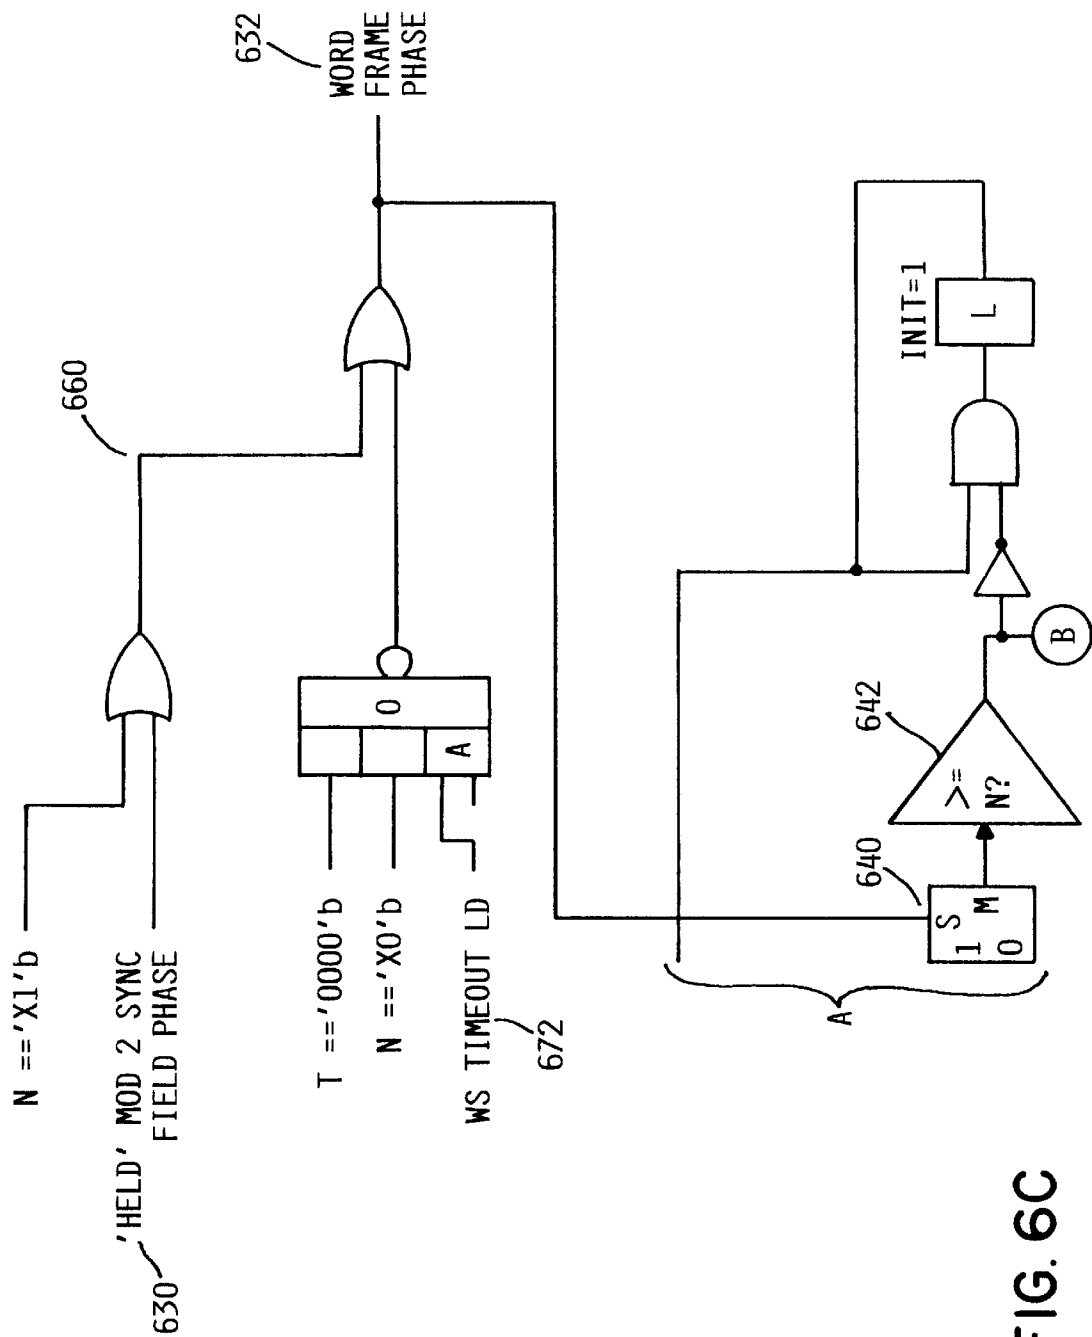 632
WORD
FRAME
PHASE
660
N =='X1'b
'HELD' MOD 2 SYNC
FIELD PHASE
630
O
A
T =='0000'b
N =='X0'b
WS TIMEOUT LD
672
INIT=1
L
B
642
>=
N?
640
S
1
M
0
A
FIG. 6C